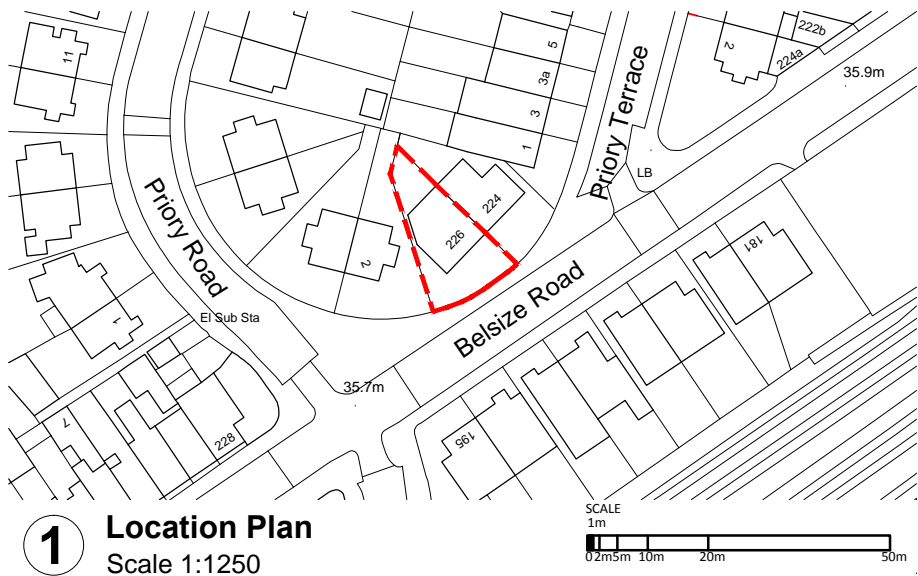 11
5
3a
3
1
2
222b
224a
35.9m
Priory Terrace
LB
224
226
2
Priory Road
El Sub Sta
1
Belsize Road
181
35.7m
7
228
195
1
Location Plan
Scale 1:1250
SCALE
1m
0 2m5m 10m 20m 50m